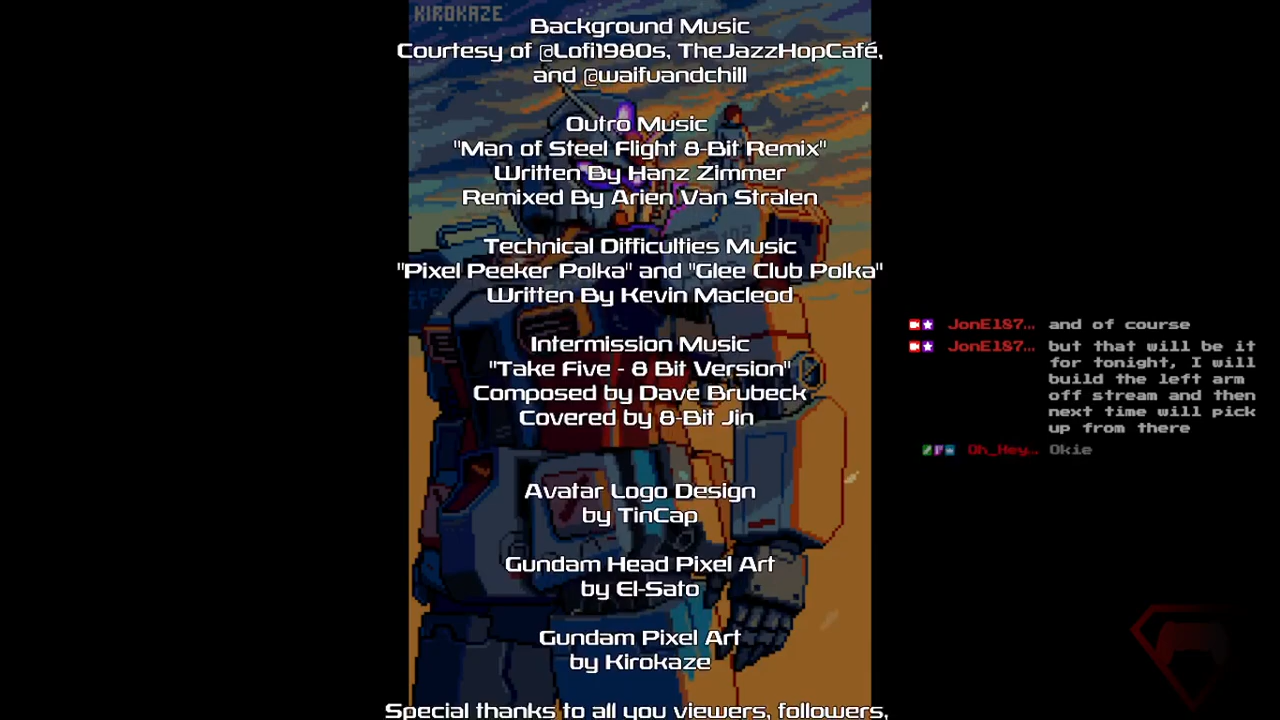 KIROKAZE
Background Music
Courtesy of @Lofi1980s, TheJazzHopCafé,
and @waifuandchill
Outro Music
"Man of Steel Flight 8-Bit Remix"
Written By Hanz Zimmer
Remixed By Arien Van Stralen
Technical Difficulties Music
"Pixel Peeker Polka" and "Glee Club Polka"
Written By Kevin Macleod
Intermission Music
"Take Five - 8 Bit Version"
Composed by Dave Brubeck
Covered by 8-Bit Jin
Avatar Logo Design
by TinCap
Gundam Head Pixel Art
by El-Sato
Gundam Pixel Art
by Kirokaze
Special thanks to all you viewers, followers,
JonE187... and of course
JonE187... but that will be it
for tonight, I will
build the left arm
off stream and then
next time will pick
up from there
Oh_Hey... Okie